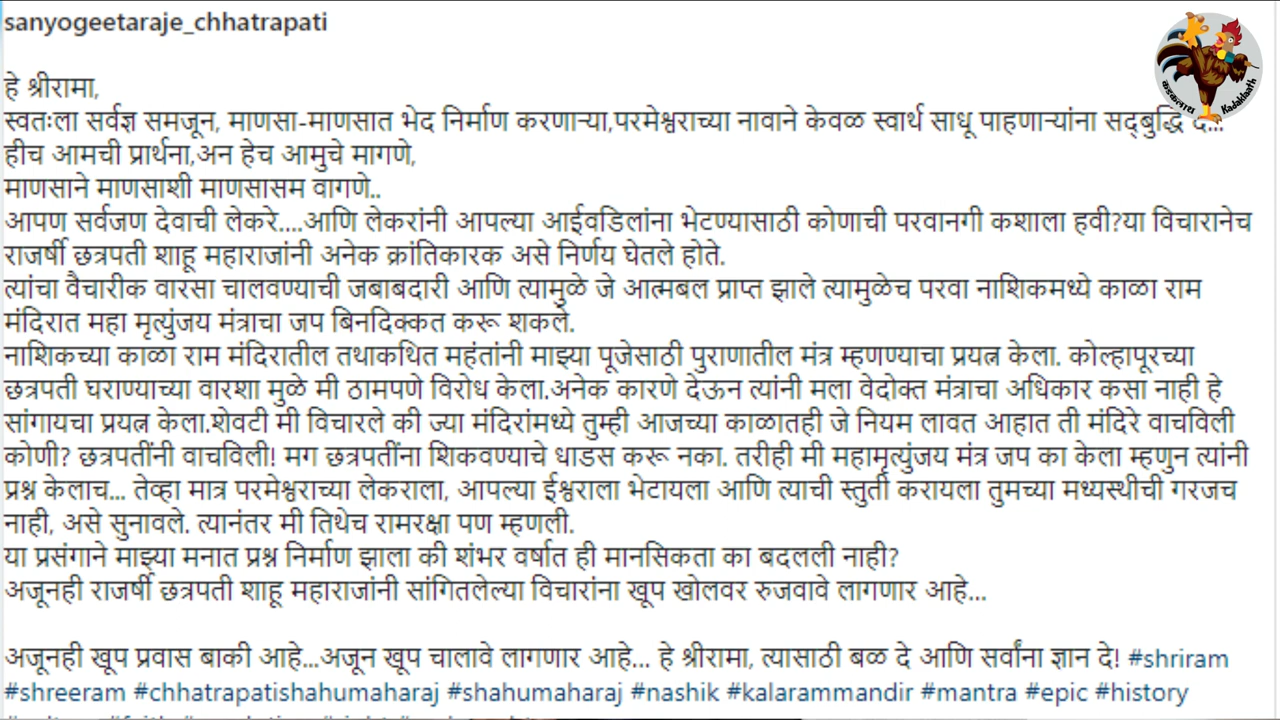 sanyogeetaraje_chhatrapati
हे श्रीरामा,
स्वतःला सर्वज्ञ समजून, माणसा-माणसात भेद निर्माण करणाऱ्या,परमेश्वराच्या नावाने केवळ स्वार्थ साधू पाहणाऱ्यांना सद्बुद्धि दे...
हीच आमची प्रार्थना,अन हेच आमुचे मागणे,
माणसाने माणसाशी माणसासम वागणे..
आपण सर्वजण देवाची लेकरे....आणि लेकरांनी आपल्या आईवडिलांना भेटण्यासाठी कोणाची परवानगी कशाला हवी?या विचारानेच
राजर्षी छत्रपती शाहू महाराजांनी अनेक क्रांतिकारक असे निर्णय घेतले होते.
त्यांचा वैचारीक वारसा चालवण्याची जबाबदारी आणि त्यामुळे जे आत्मबल प्राप्त झाले त्यामुळेच परवा नाशिकमध्ये काळा राम
मंदिरात महा मृत्युंजय मंत्राचा जप बिनदिक्कत करू शकले.
नाशिकच्या काळा राम मंदिरातील तथाकथित महंतांनी माझ्या पूजेसाठी पुराणातील मंत्र म्हणण्याचा प्रयत्न केला. कोल्हापूरच्या
छत्रपती घराण्याच्या वारशा मुळे मी ठामपणे विरोध केला.अनेक कारणे देऊन त्यांनी मला वेदोक्त मंत्राचा अधिकार कसा नाही हे
सांगायचा प्रयत्न केला.शेवटी मी विचारले की ज्या मंदिरांमध्ये तुम्ही आजच्या काळातही जे नियम लावत आहात ती मंदिरे वाचविली
कोणी? छत्रपतींनी वाचविली! मग छत्रपतींना शिकवण्याचे धाडस करू नका. तरीही मी महामृत्युंजय मंत्र जप का केला म्हणुन त्यांनी
प्रश्न केलाच... तेव्हा मात्र परमेश्वराच्या लेकराला, आपल्या ईश्वराला भेटायला आणि त्याची स्तुती करायला तुमच्या मध्यस्थीची गरजच
नाही, असे सुनावले. त्यानंतर मी तिथेच रामरक्षा पण म्हणली.
या प्रसंगाने माझ्या मनात प्रश्न निर्माण झाला की शंभर वर्षात ही मानसिकता का बदलली नाही?
अजूनही राजर्षी छत्रपती शाहू महाराजांनी सांगितलेल्या विचारांना खूप खोलवर रुजवावे लागणार आहे...
अजूनही खूप प्रवास बाकी आहे...अजून खूप चालावे लागणार आहे... हे श्रीरामा, त्यासाठी बळ दे आणि सर्वांना ज्ञान दे! #shriram
#shreeram #chhatrapatishahumaharaj #shahumaharaj #nashik #kalarammandir #mantra #epic #history
कडकलाथ Kadaklaath